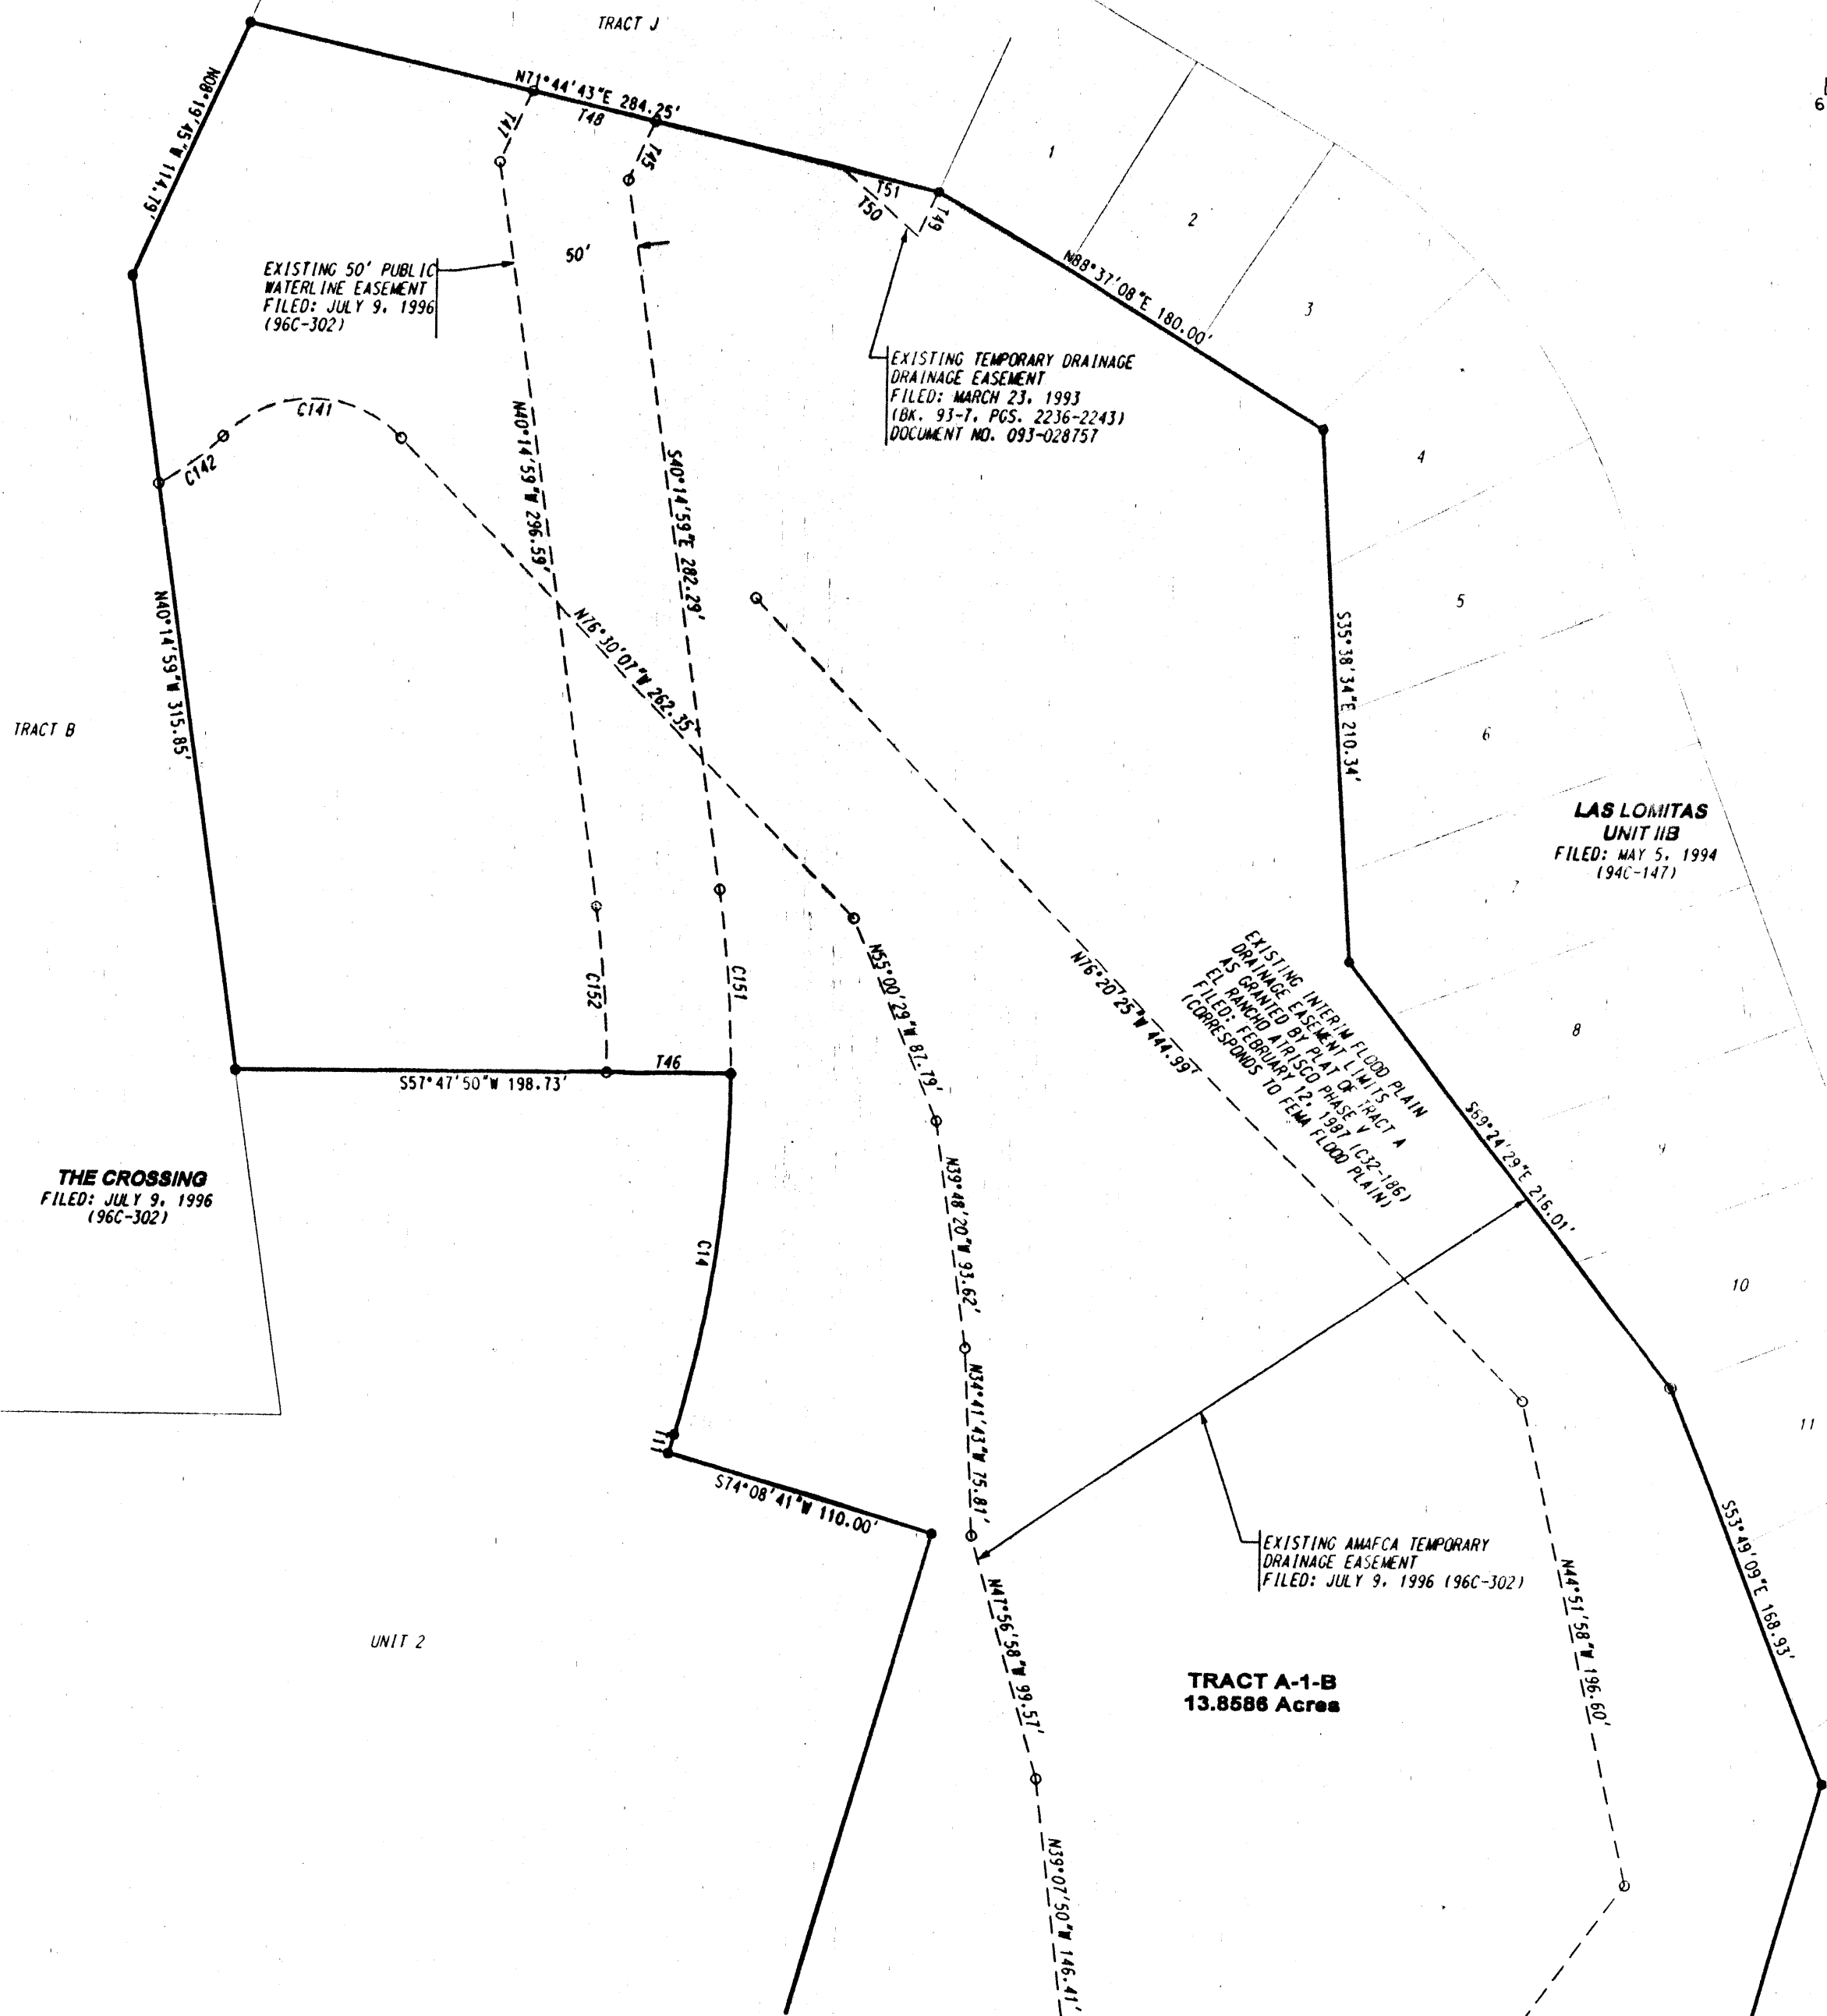 TRACT J
6
N71°44'43"E 284.25'
T48
T47
T45
N08°19'45"W 114.79'
T51
T50
T49
1
2
3
4
5
6
7
8
9
10
11
50'
EXISTING 50' PUBLIC
WATERLINE EASEMENT
FILED: JULY 9, 1996
(96C-302)
N88°37'08"E 180.00'
EXISTING TEMPORARY DRAINAGE
DRAINAGE EASEMENT
FILED: MARCH 23, 1993
(BK. 93-7, PGS. 2236-2243)
DOCUMENT NO. 093-028757
C141
C142
N40°14'59"W 296.59'
S40°14'59"E 282.29'
N40°14'59"W 315.85'
N76°30'07"W 262.35'
S35°38'34"E 210.34'
TRACT B
LAS LOMITAS
UNIT IIB
FILED: MAY 5, 1994
(94C-147)
N55°00'29"W 87.79'
N76°20'25"W 444.99'
EXISTING INTERIM FLOOD PLAIN
DRAINAGE EASEMENT LIMITS
AS GRANTED BY PLAT OF TRACT A
EL RANCHO ATRISCO PHASE V
FILED: FEBRUARY 12, 1987 (C32-186)
(CORRESPONDS TO FEMA FLOOD PLAIN)
C152
C151
T46
S57°47'50"W 198.73'
S69°24'29"E 216.01'
THE CROSSING
FILED: JULY 9, 1996
(96C-302)
N39°48'20"W 93.62'
C14
N34°41'43"W 75.81'
T11
S74°08'41"W 110.00'
S53°49'09"E 168.93'
EXISTING AMAFCA TEMPORARY
DRAINAGE EASEMENT
FILED: JULY 9, 1996 (96C-302)
N47°56'58"W 99.57'
N44°51'58"W 196.60'
UNIT 2
TRACT A-1-B
13.8586 Acres
N39°07'50"W 146.41'